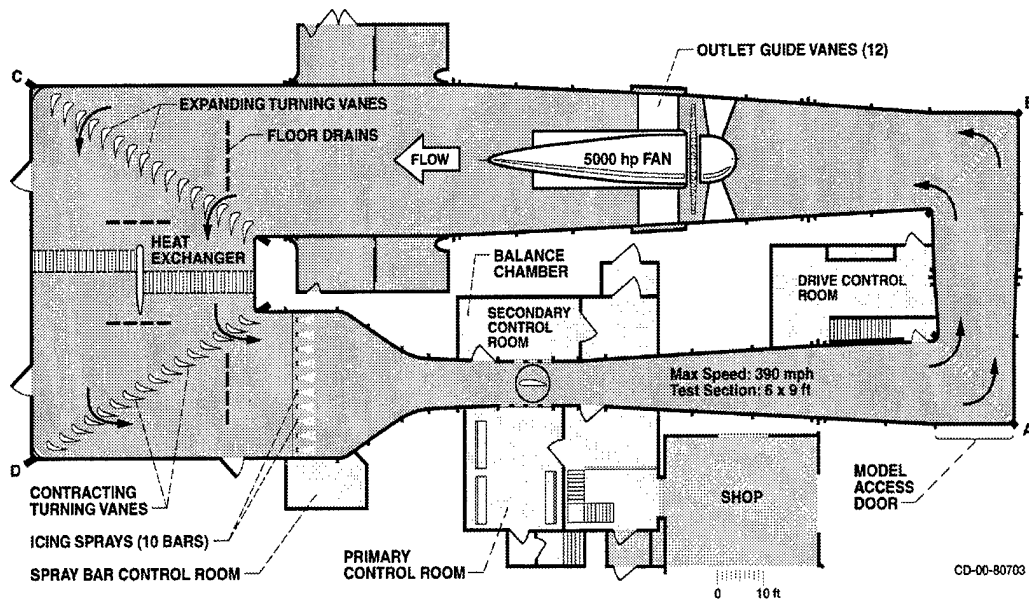 OUTLET GUIDE VANES (12)
C
B
EXPANDING TURNING VANES
FLOOR DRAINS
FLOW
5000 hp FAN
HEAT
EXCHANGER
BALANCE
CHAMBER
DRIVE CONTROL
ROOM
SECONDARY
CONTROL
ROOM
Max Speed: 390 mph
Test Section: 6 x 9 ft
A
D
CONTRACTING
TURNING VANES
SHOP
MODEL
ACCESS
DOOR
ICING SPRAYS (10 BARS)
PRIMARY
CONTROL ROOM
SPRAY BAR CONTROL ROOM
CD-00-80703
0 10 ft